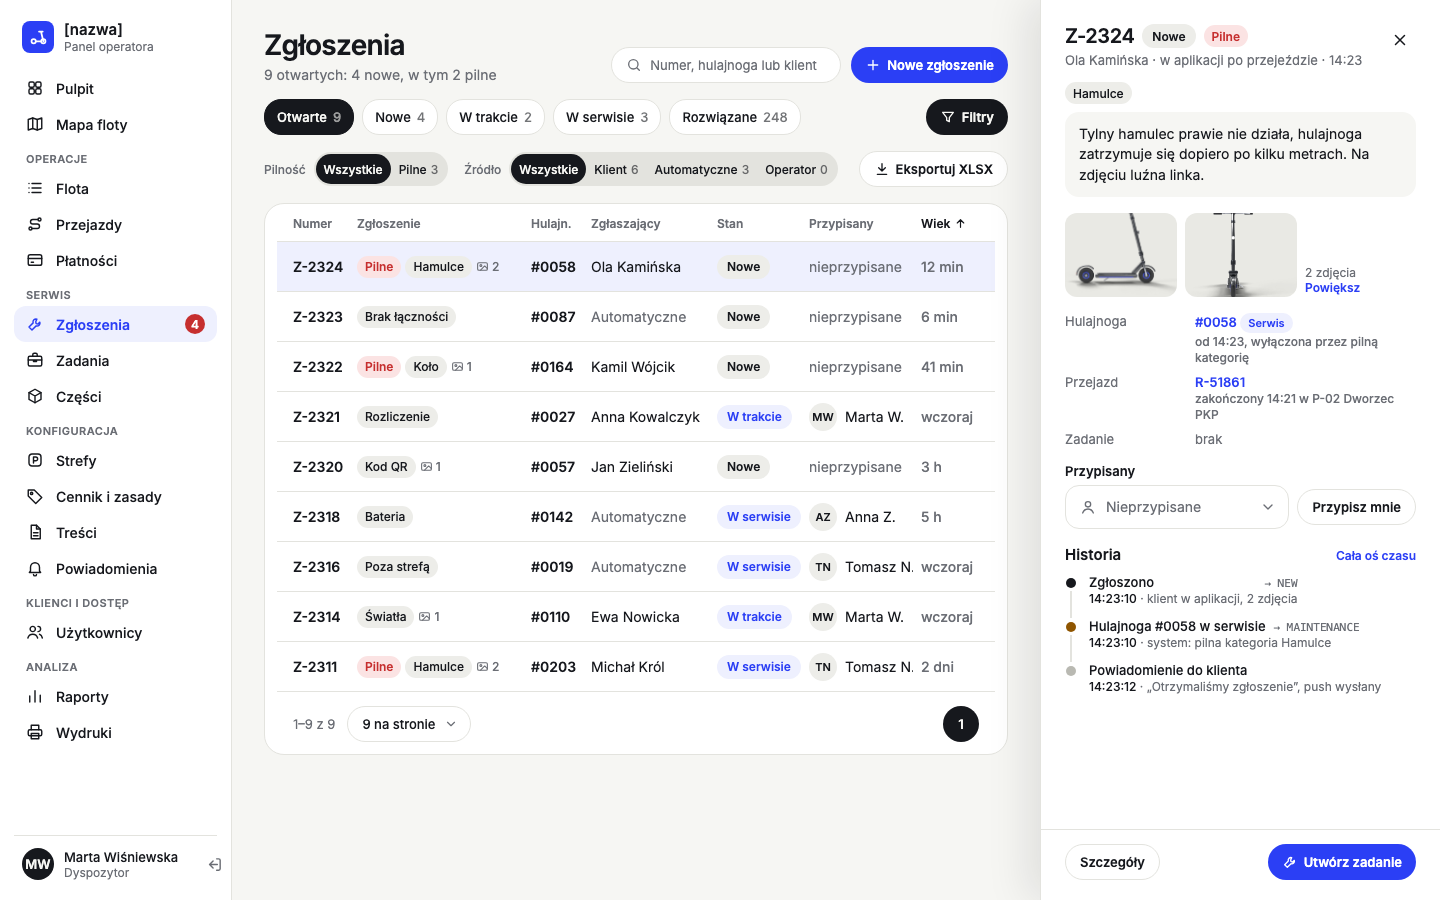 [nazwa]
Panel operatora
Pulpit
Mapa floty
OPERACJE
Flota
Przejazdy
Płatności
SERWIS
Zgłoszenia 4
Zadania
Części
KONFIGURACJA
Strefy
Cennik i zasady
Treści
Powiadomienia
KLIENCI I DOSTĘP
Użytkownicy
ANALIZA
Raporty
Wydruki
MW Marta Wiśniewska
Dyspozytor
Zgłoszenia
9 otwartych: 4 nowe, w tym 2 pilne
Numer, hulajnoga lub klient
Nowe zgłoszenie
Otwarte 9 Nowe 4 W trakcie 2 W serwisie 3 Rozwiązane 248 Filtry
Pilność Wszystkie Pilne 3 Źródło Wszystkie Klient 6 Automatyczne 3 Operator 0 Eksportuj XLSX
Numer Zgłoszenie Hulajn. Zgłaszający Stan Przypisany Wiek ↑
Z-2324 Pilne Hamulce 2 #0058 Ola Kamińska Nowe nieprzypisane 12 min
Z-2323 Brak łączności #0087 Automatyczne Nowe nieprzypisane 6 min
Z-2322 Pilne Koło 1 #0164 Kamil Wójcik Nowe nieprzypisane 41 min
Z-2321 Rozliczenie #0027 Anna Kowalczyk W trakcie MW Marta W. wczoraj
Z-2320 Kod QR 1 #0057 Jan Zieliński Nowe nieprzypisane 3 h
Z-2318 Bateria #0142 Automatyczne W serwisie AZ Anna Z. 5 h
Z-2316 Poza strefą #0019 Automatyczne W serwisie TN Tomasz N. wczoraj
Z-2314 Światła 1 #0110 Ewa Nowicka W trakcie MW Marta W. wczoraj
Z-2311 Pilne Hamulce 2 #0203 Michał Król W serwisie TN Tomasz N. 2 dni
1–9 z 9 9 na stronie 1
Z-2324 Nowe Pilne
Ola Kamińska · w aplikacji po przejeździe · 14:23
Hamulce
Tylny hamulec prawie nie działa, hulajnoga
zatrzymuje się dopiero po kilku metrach. Na
zdjęciu luźna linka.
2 zdjęcia
Powiększ
Hulajnoga #0058 Serwis
od 14:23, wyłączona przez pilną
kategorię
Przejazd R-51861
zakończony 14:21 w P-02 Dworzec
PKP
Zadanie brak
Przypisany
Nieprzypisane Przypisz mnie
Historia Cała oś czasu
Zgłoszono → NEW
14:23:10 · klient w aplikacji, 2 zdjęcia
Hulajnoga #0058 w serwisie → MAINTENANCE
14:23:10 · system: pilna kategoria Hamulce
Powiadomienie do klienta
14:23:12 · „Otrzymaliśmy zgłoszenie”, push wysłany
Szczegóły Utwórz zadanie